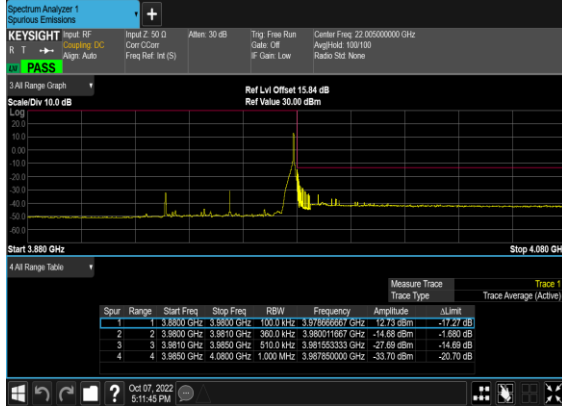 Spectrum Analyzer 1
Spurious Emissions
+
KEYSIGHT Input: RF Input Z: 50 Ω Atten: 30 dB Trig: Free Run Center Freq: 22.005000000 GHz
R T Coupling: DC Corr CCorr Gate: Off Avg|Hold: 100/100
Align: Auto Freq Ref: Int (S) IF Gain: Low Radio Std: None
PASS
3 All Range Graph
Ref Lvl Offset 15.84 dB
Scale/Div 10.0 dB Ref Value 30.00 dBm
Log
20.0
10.0
0.00
-10.0
-20.0
-30.0
-40.0
-50.0
-60.0
Start 3.880 GHz Stop 4.080 GH
4 All Range Table
Measure Trace Trace 1
Trace Type Trace Average (Active)
Spur Range Start Freq Stop Freq RBW Frequency Amplitude ΔLimit
1 1 3.8800 GHz 3.9800 GHz 100.0 kHz 3.978666667 GHz 12.73 dBm -17.27 dB
2 2 3.9800 GHz 3.9810 GHz 360.0 kHz 3.980011667 GHz -14.68 dBm -1.680 dB
3 3 3.9810 GHz 3.9850 GHz 510.0 kHz 3.981553333 GHz -27.69 dBm -14.69 dB
4 4 3.9850 GHz 4.0800 GHz 1.000 MHz 3.987850000 GHz -33.70 dBm -20.70 dB
? Oct 07, 2022
5:11:45 PM